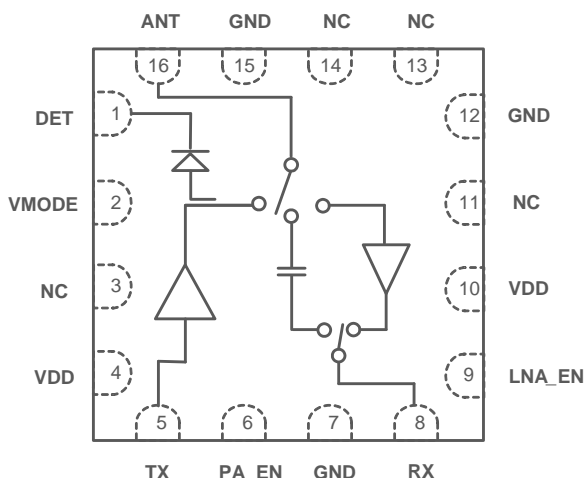 ANT GND NC NC
16 15 14 13
DET 1 12 GND
VMODE 2 11 NC
NC 3 10 VDD
VDD 4 9 LNA_EN
5 6 7 8
TX PA_EN GND RX